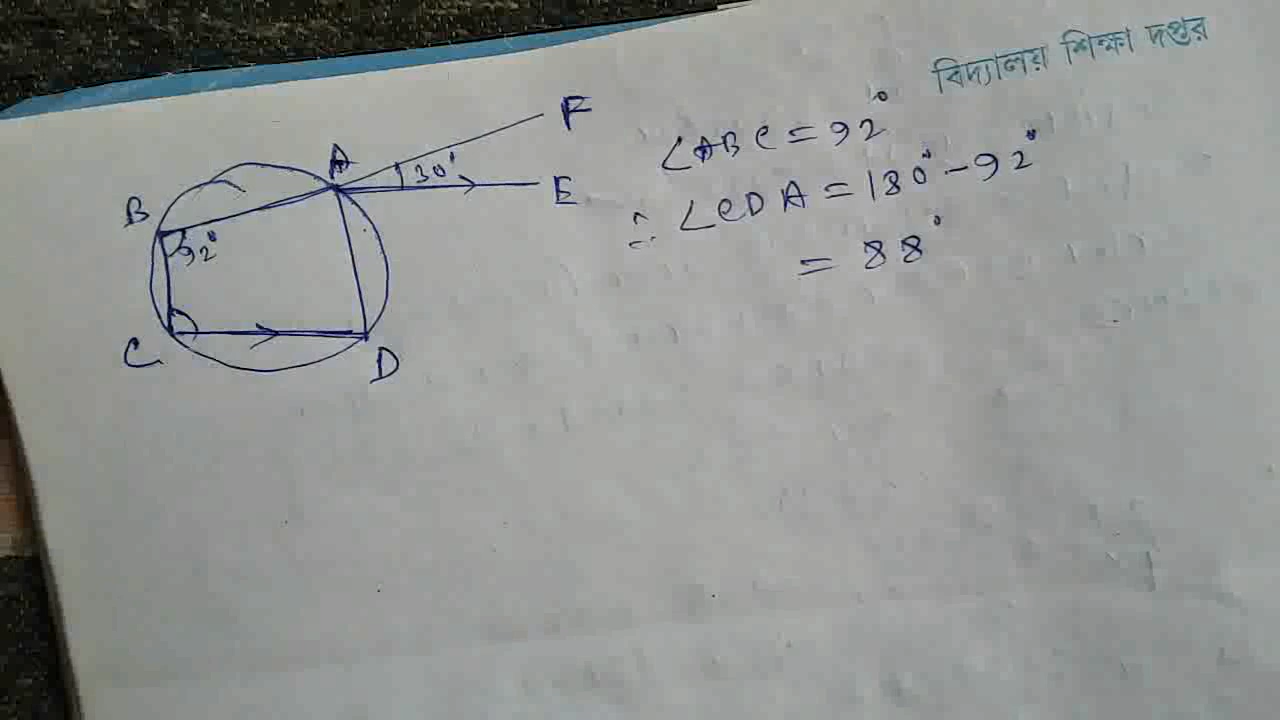 বিদ্যালয় শিক্ষা দপ্তর
F
A
30°
E
B
92°
C
D
∠ABC = 92°
∴ ∠CDA = 180° - 92°
= 88°